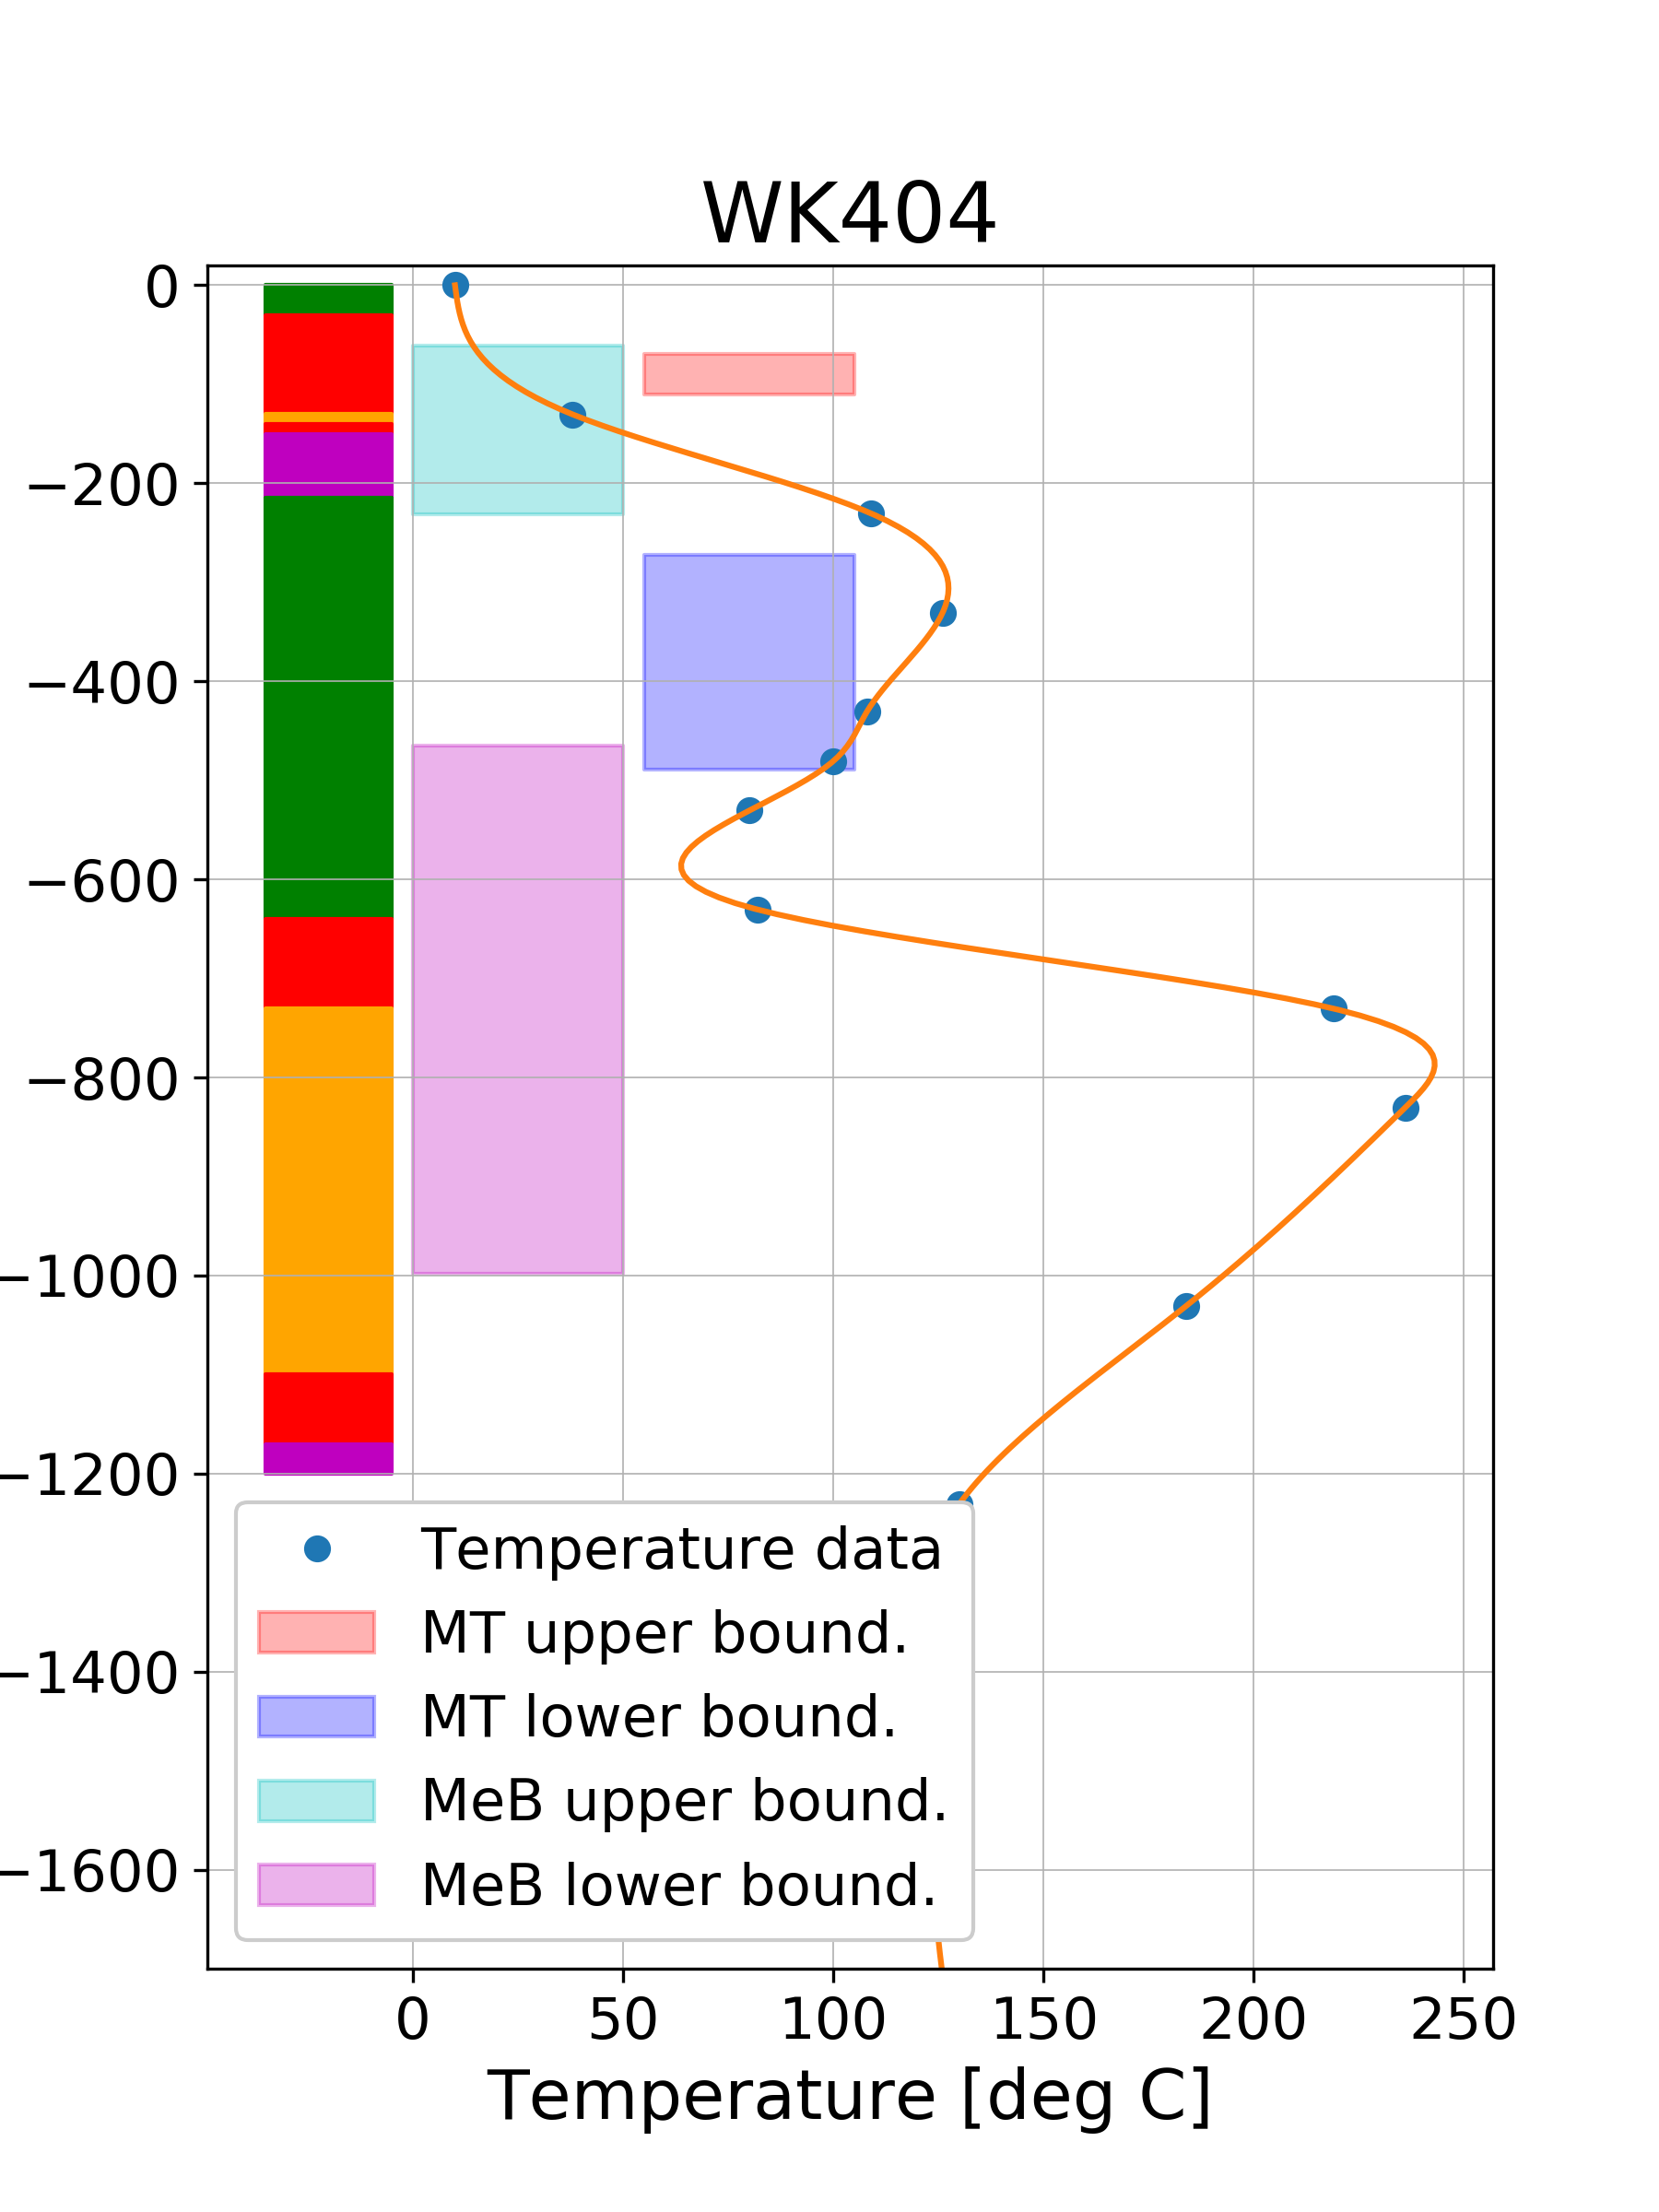 WK404
0
−200
−400
−600
−800
−1000
−1200
−1400
−1600
Temperature data
MT upper bound.
MT lower bound.
MeB upper bound.
MeB lower bound.
0 50 100 150 200 250
Temperature [deg C]